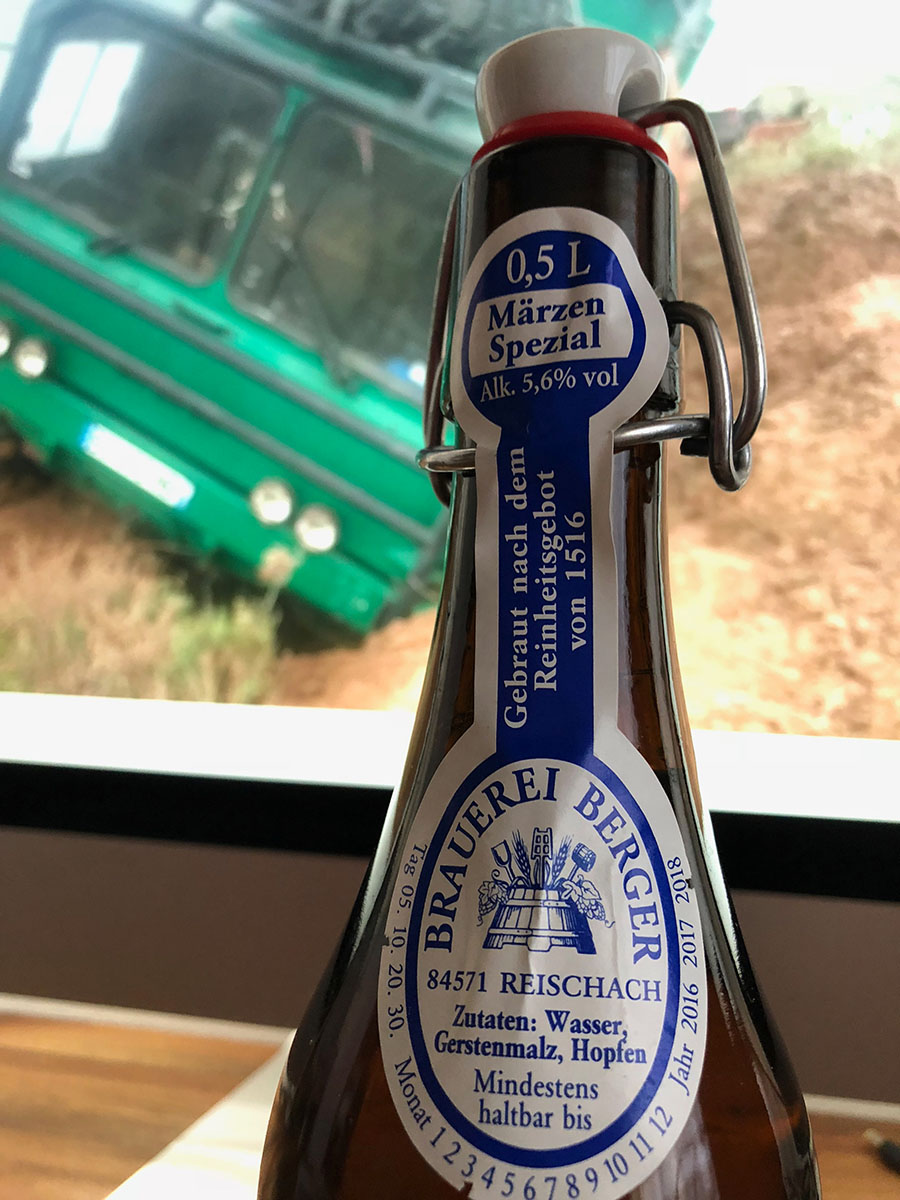 0,5 L
Märzen
Spezial
Alk. 5,6% vol
Gebraut nach dem
Reinheitsgebot
von 1516
BRAUEREI BERGER
84571 REISCHACH
Zutaten: Wasser,
Gerstenmalz, Hopfen
Mindestens
haltbar bis
Tag 05. 10. 20. 30. Monat 1 2 3 4 5 6 7 8 9 10 11 12 Jahr 2016 2017 2018